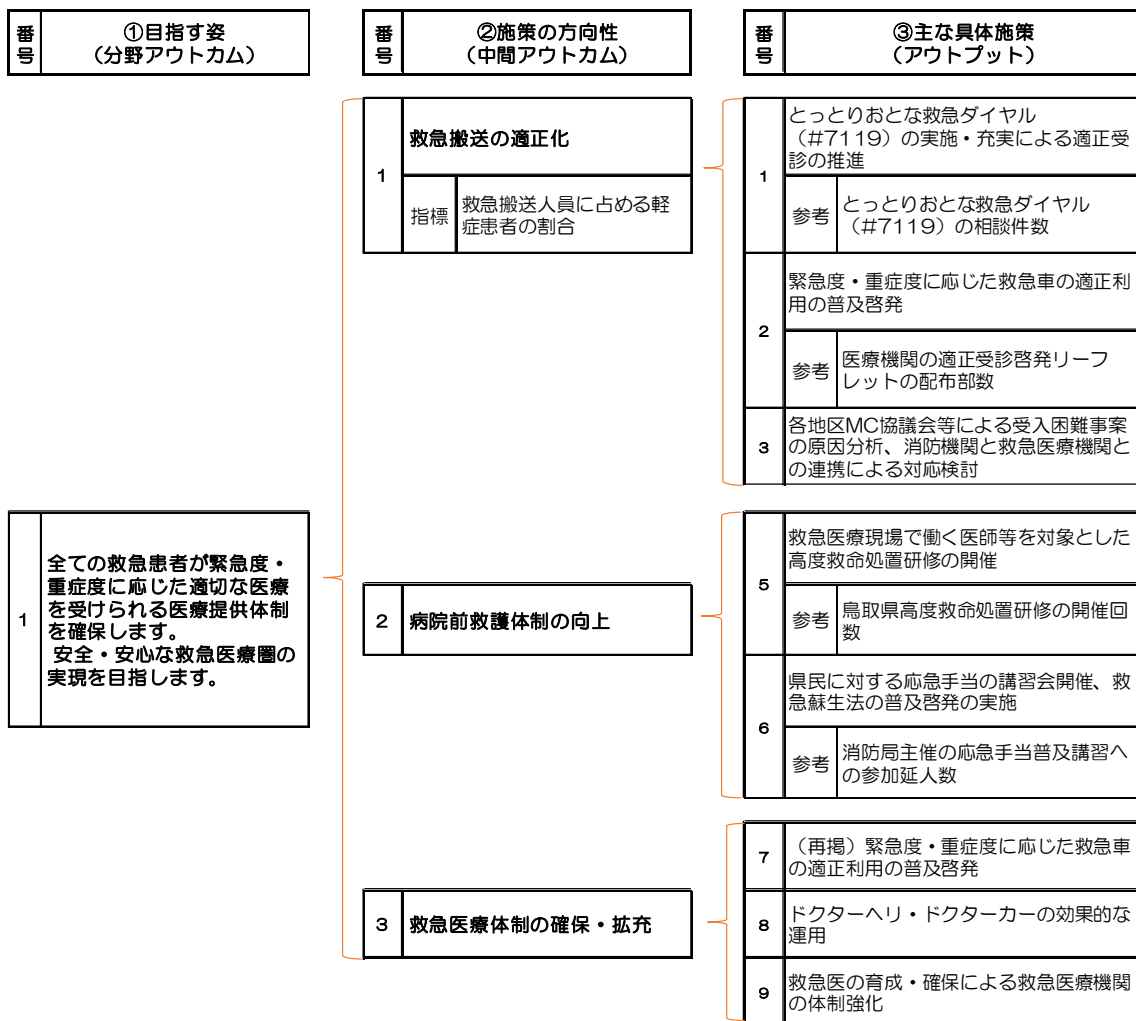 番号
①目指す姿
（分野アウトカム）
番号
②施策の方向性
（中間アウトカム）
番号
③主な具体施策
（アウトプット）
1
全ての救急患者が緊急度・
重症度に応じた適切な医療
を受けられる医療提供体制
を確保します。
安全・安心な救急医療圏の
実現を目指します。
1
救急搬送の適正化
指標
救急搬送人員に占める軽
症患者の割合
1
とっとりおとな救急ダイヤル
（#7119）の実施・充実による適正受
診の推進
参考
とっとりおとな救急ダイヤル
（#7119）の相談件数
2
緊急度・重症度に応じた救急車の適正利
用の普及啓発
参考
医療機関の適正受診啓発リーフ
レットの配布部数
3
各地区MC協議会等による受入困難事案
の原因分析、消防機関と救急医療機関と
の連携による対応検討
2
病院前救護体制の向上
5
救急医療現場で働く医師等を対象とした
高度救命処置研修の開催
参考
鳥取県高度救命処置研修の開催回
数
6
県民に対する応急手当の講習会開催、救
急蘇生法の普及啓発の実施
参考
消防局主催の応急手当普及講習へ
の参加延人数
3
救急医療体制の確保・拡充
7
（再掲）緊急度・重症度に応じた救急車
の適正利用の普及啓発
8
ドクターヘリ・ドクターカーの効果的な
運用
9
救急医の育成・確保による救急医療機関
の体制強化